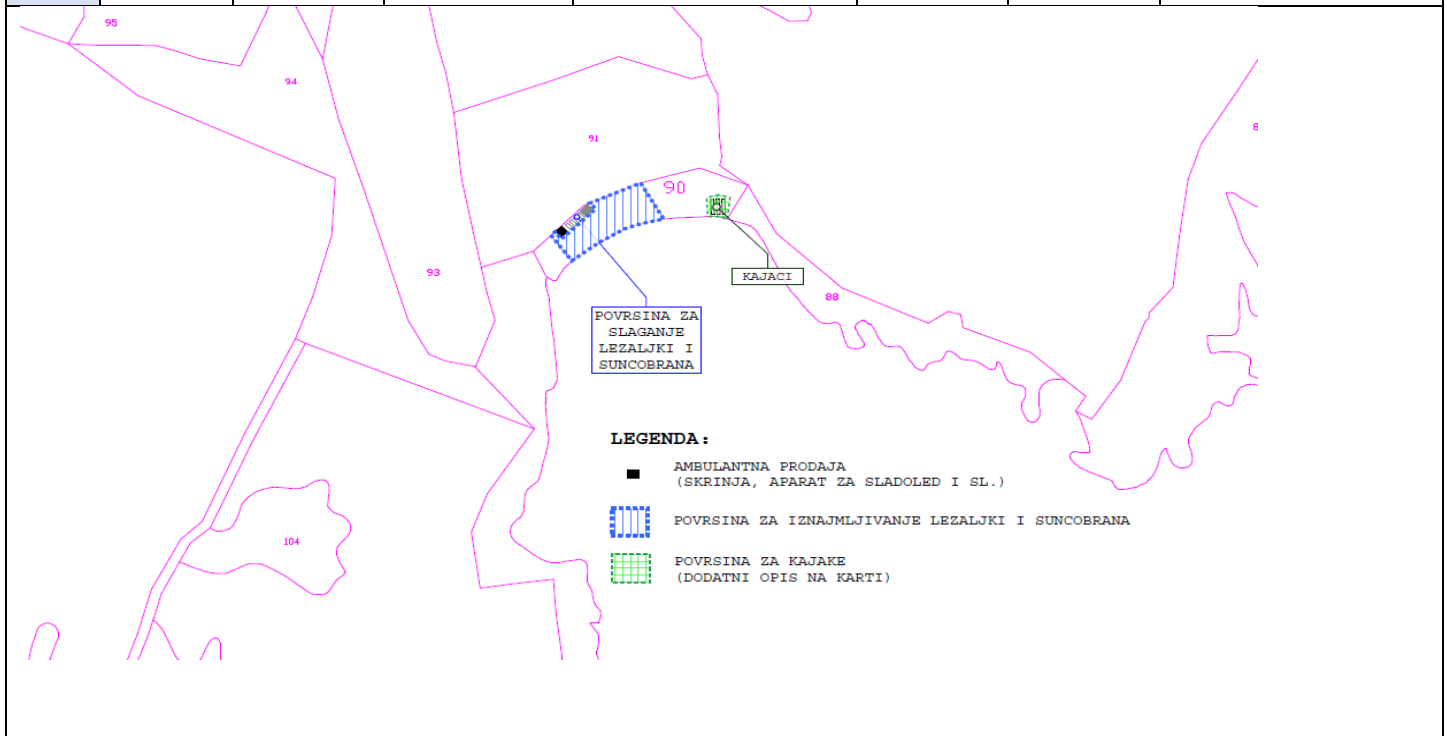 95
94
91
90
93
KAJACI
88
POVRSINA ZA
SLAGANJE
LEZALJKI I
SUNCOBRANA
LEGENDA:
AMBULANTNA PRODAJA
(SKRINJA, APARAT ZA SLADOLED I SL.)
POVRSINA ZA IZNAJMLJIVANJE LEZALJKI I SUNCOBRANA
POVRSINA ZA KAJAKE
(DODATNI OPIS NA KARTI)
104